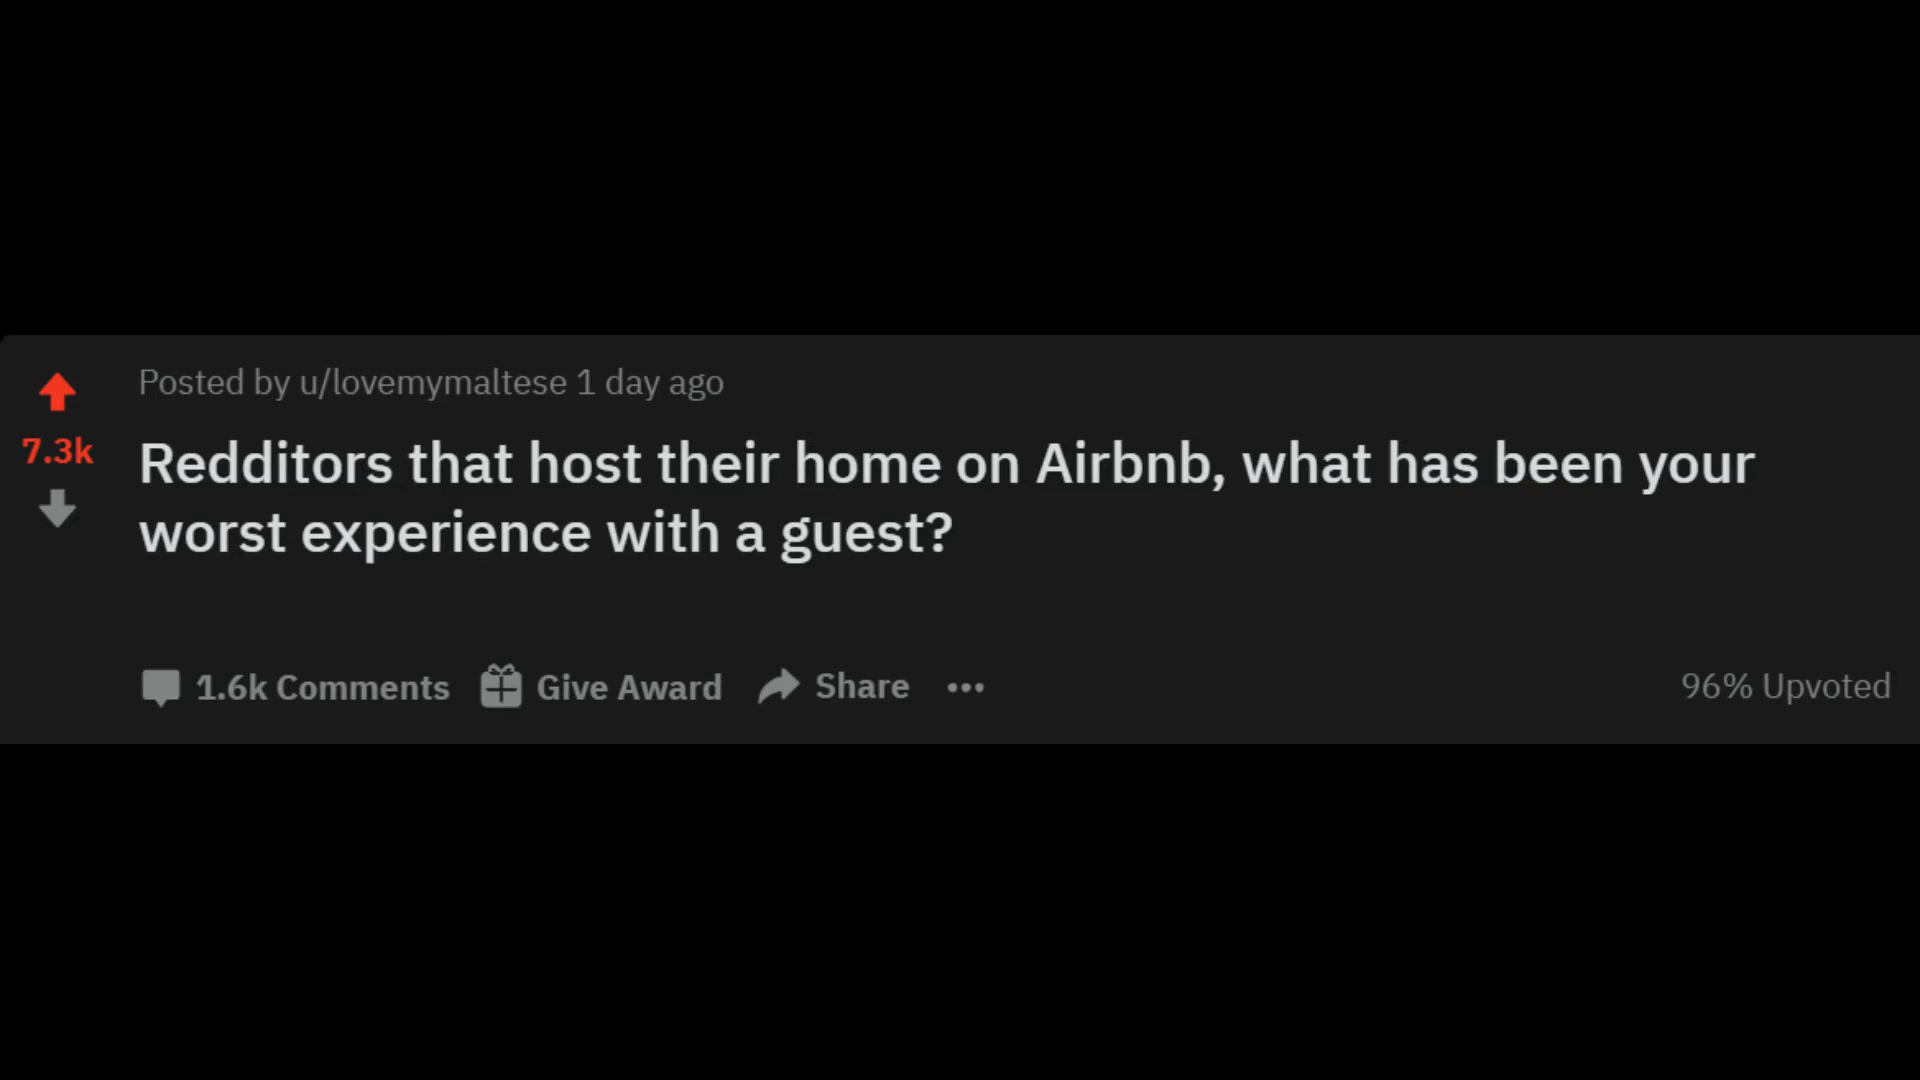 Posted by u/lovemymaltese 1 day ago
7.3k
Redditors that host their home on Airbnb, what has been your
worst experience with a guest?
1.6k Comments Give Award Share ••• 96% Upvoted